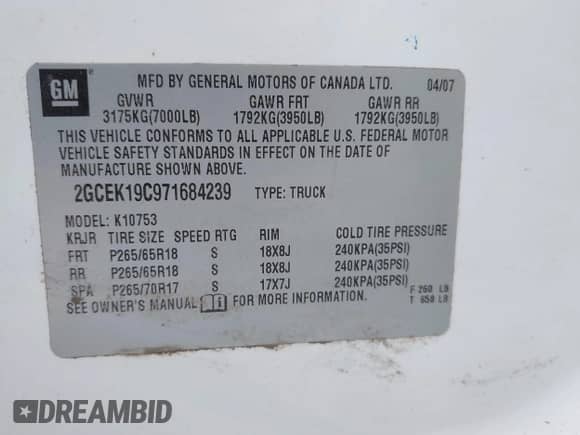 GM
MFD BY GENERAL MOTORS OF CANADA LTD. 04/07
GVWR GAWR FRT GAWR RR
3175KG(7000LB) 1792KG(3950LB) 1792KG(3950LB)
THIS VEHICLE CONFORMS TO ALL APPLICABLE U.S. FEDERAL MOTOR
VEHICLE SAFETY STANDARDS IN EFFECT ON THE DATE OF
MANUFACTURE SHOWN ABOVE.
2GCEK19C971684239 TYPE: TRUCK
MODEL: K10753
KRJR TIRE SIZE SPEED RTG RIM COLD TIRE PRESSURE
FRT P265/65R18 S 18X8J 240KPA(35PSI)
RR P265/65R18 S 18X8J 240KPA(35PSI)
SPA P265/70R17 S 17X7J 240KPA(35PSI) F 260 LB
SEE OWNER'S MANUAL FOR MORE INFORMATION. T 650 LB
DREAMBID